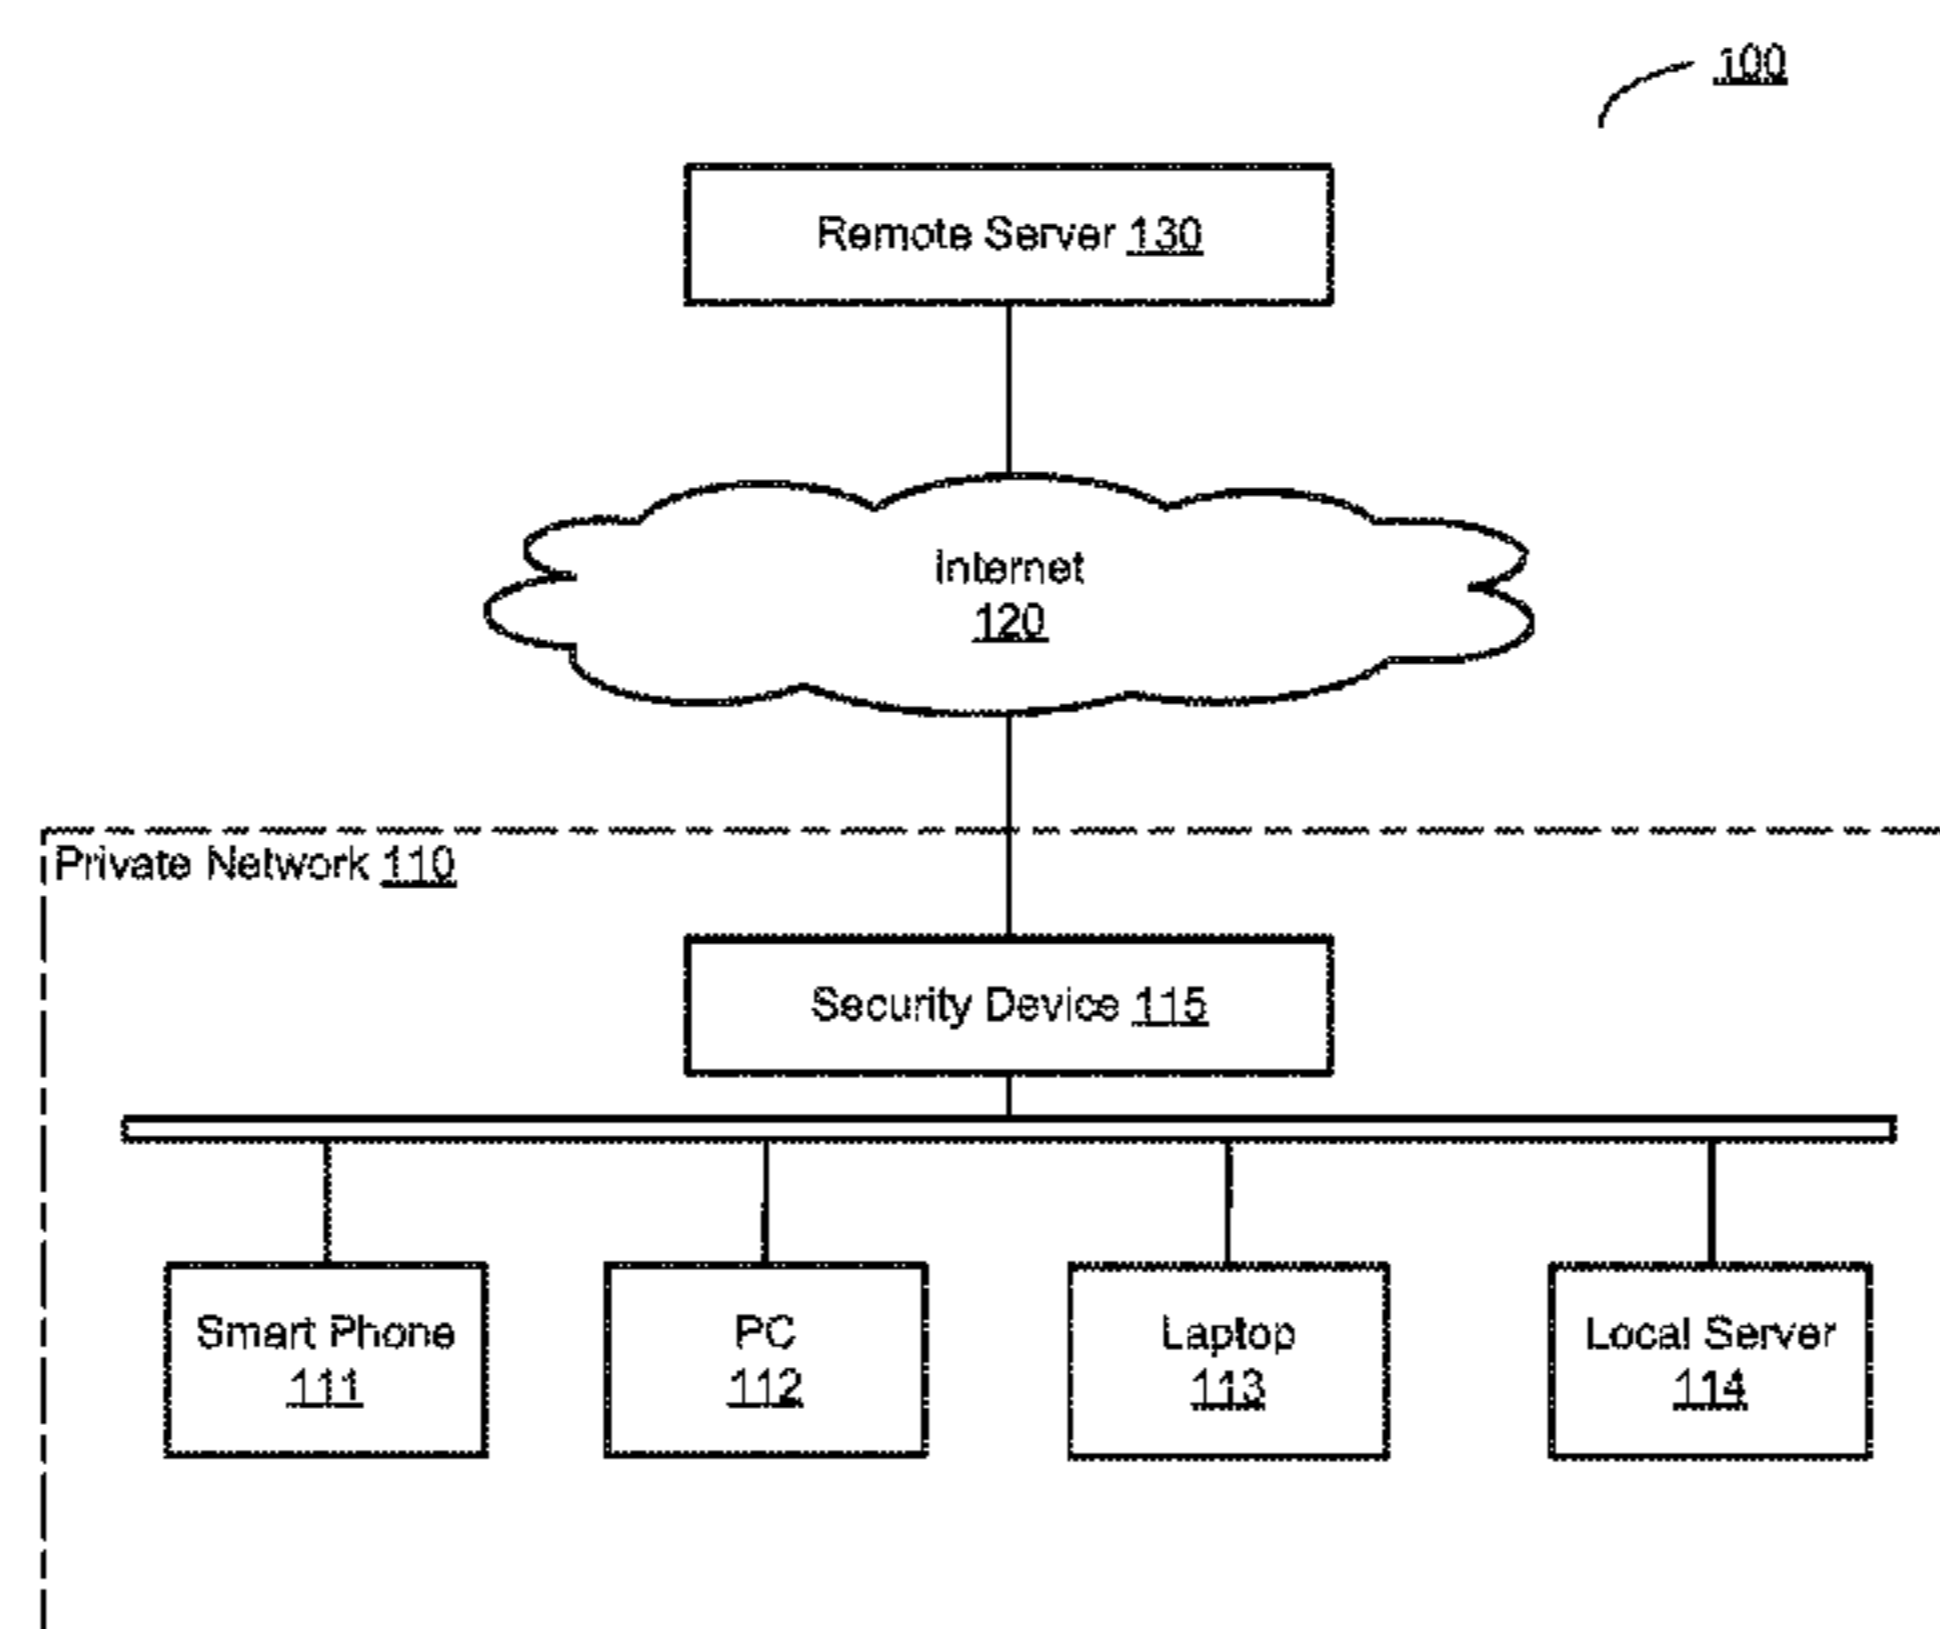 100
Remote Server 130
Internet
120
Private Network 110
Security Device 115
Smart Phone
111
PC
112
Laptop
113
Local Server
114